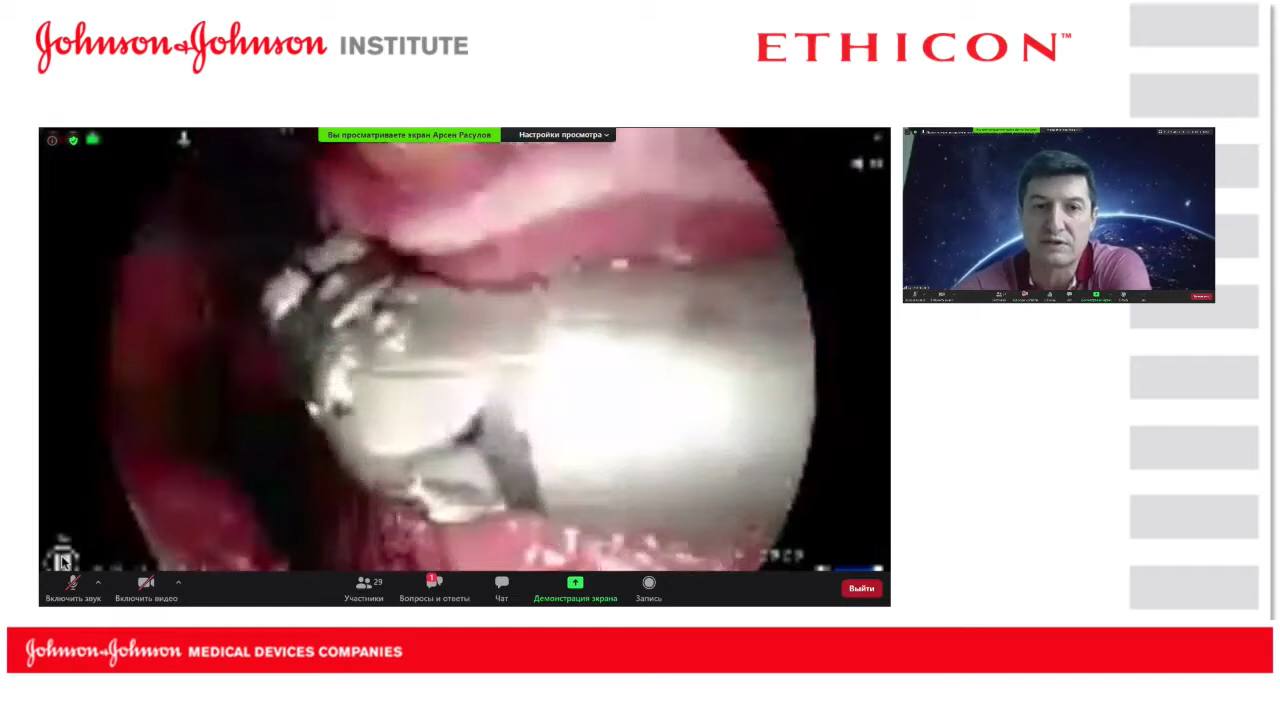 Johnson & Johnson INSTITUTE
ETHICON™
Вы просматриваете экран Арсен Расулов
Настройки просмотра
29
1
Включить звук
Включить видео
Участники
Вопросы и ответы
Чат
Демонстрация экрана
Запись
Выйти
Johnson & Johnson MEDICAL DEVICES COMPANIES